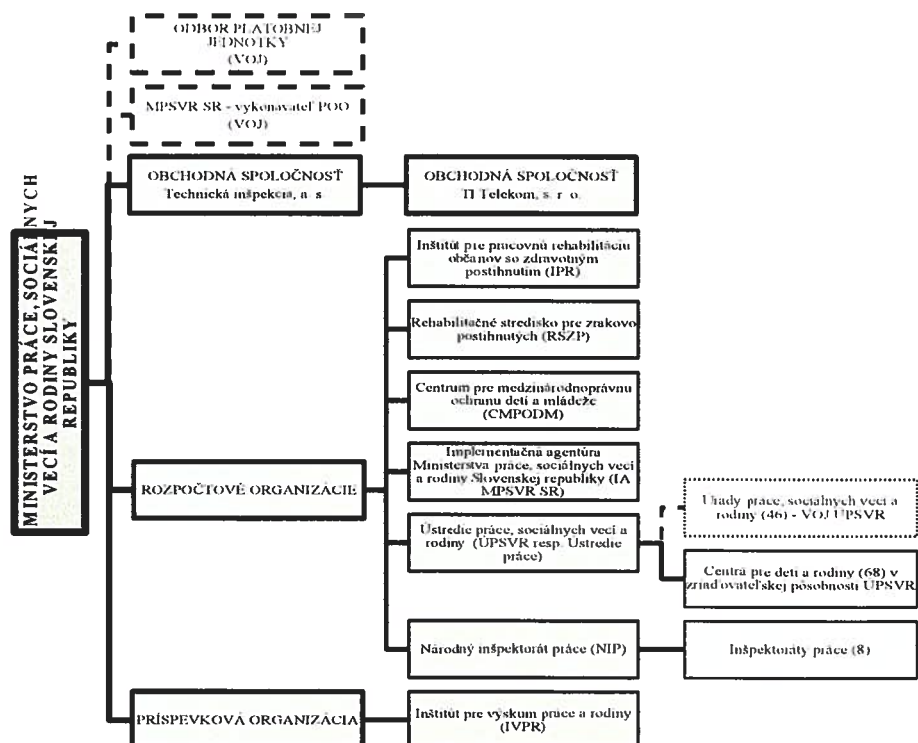 ODBOR PLATOBNEJ
JEDNOTKY
(VOJ)
MPSVR SR - vykonávateľ POO
(VOJ)
OBCHODNÁ SPOLOČNOSŤ
Technická inšpekcia, a. s.
OBCHODNÁ SPOLOČNOSŤ
TI Telekom, s. r. o.
MINISTERSTVO PRÁCE, SOCIÁLNYCH
VECÍ A RODINY SLOVENSKEJ
REPUBLIKY
Inštitút pre pracovnú rehabilitáciu
občanov so zdravotným
postihnutím (IPR)
Rehabilitačné stredisko pre zrakovo
postihnutých (RSZP)
Centrum pre medzinárodnoprávnu
ochranu detí a mládeže
(CMPODM)
ROZPOČTOVÉ ORGANIZÁCIE
Implementačná agentúra
Ministerstva práce, sociálnych vecí
a rodiny Slovenskej republiky (IA
MPSVR SR)
Ústredie práce, sociálnych vecí a
rodiny (ÚPSVR resp. Ústredie
práce)
Úrady práce, sociálnych vecí a
rodiny (46) - VOJ ÚPSVR
Centrá pre deti a rodiny (68) v
zriaďovateľskej pôsobnosti ÚPSVR
Národný inšpektorát práce (NIP)
Inšpektoráty práce (8)
PRÍSPEVKOVÁ ORGANIZÁCIA
Inštitút pre výskum práce a rodiny
(IVPR)